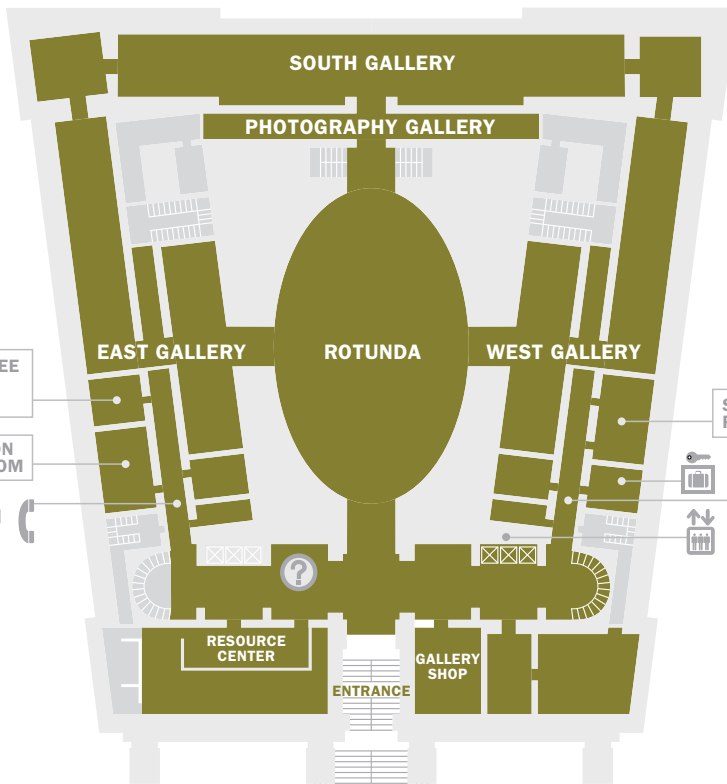 SOUTH GALLERY
PHOTOGRAPHY GALLERY
EAST GALLERY
ROTUNDA
WEST GALLERY
?
RESOURCE
CENTER
GALLERY
SHOP
ENTRANCE